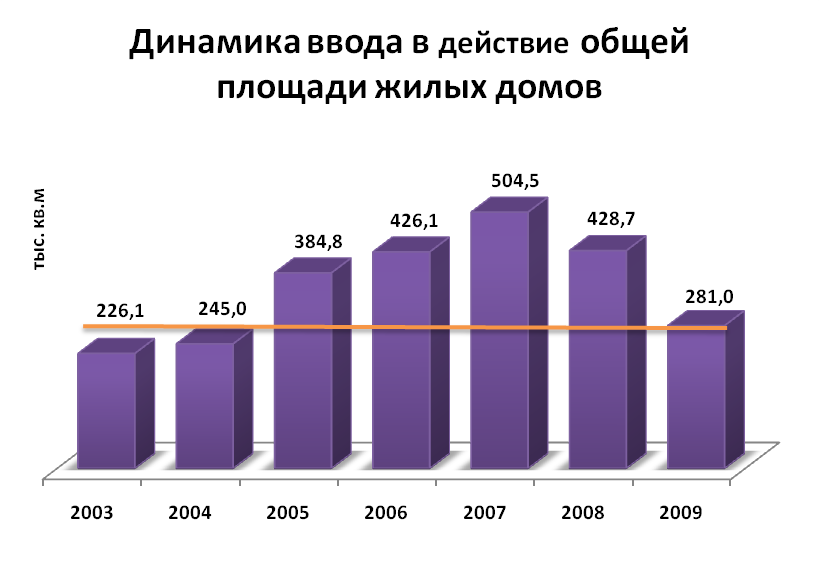 Динамика ввода в действие общей
площади жилых домов
тыс. кв.м
504,5
426,1
428,7
384,8
281,0
226,1
245,0
2003 2004 2005 2006 2007 2008 2009